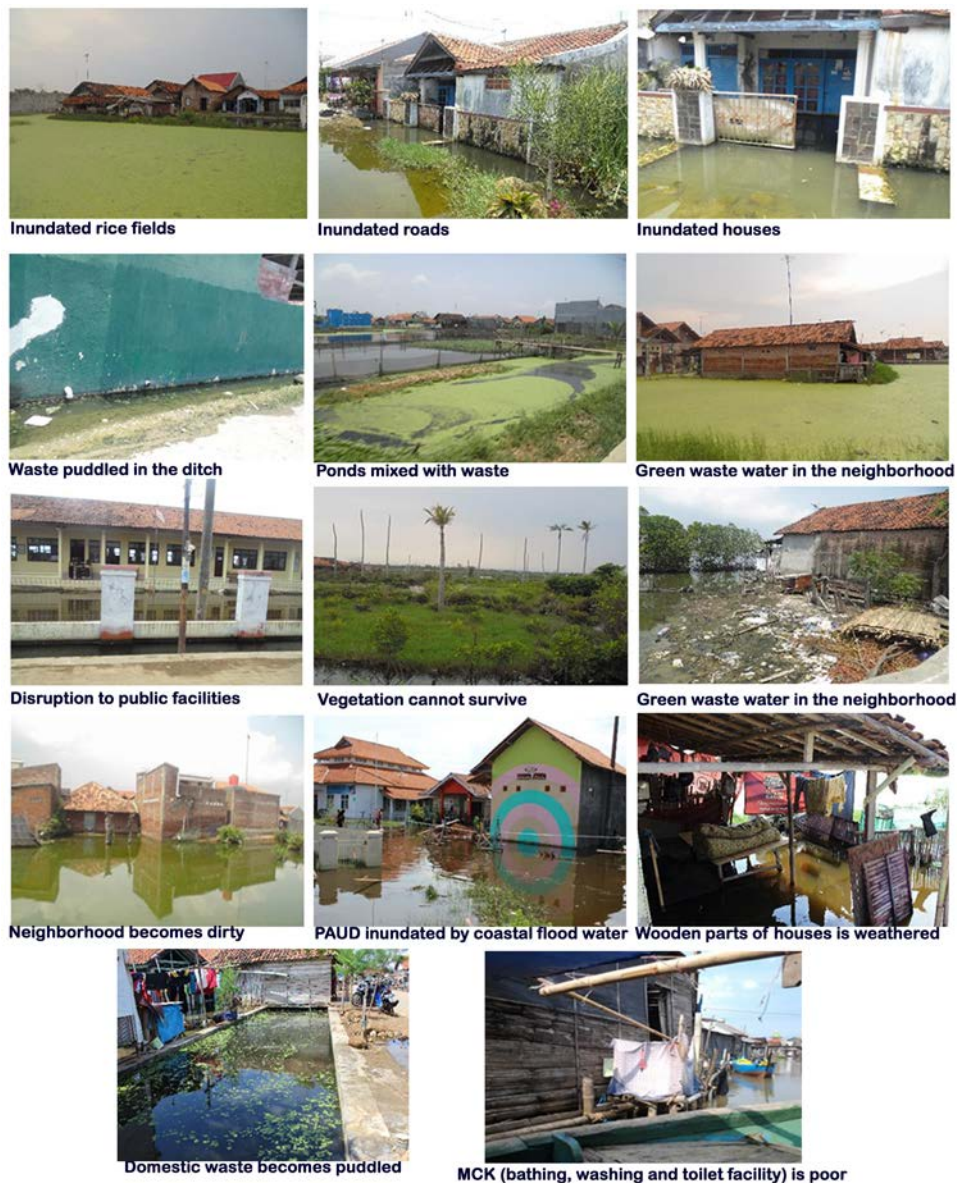 Inundated rice fields
Inundated roads
Inundated houses
Waste puddled in the ditch
Ponds mixed with waste
Green waste water in the neighborhood
Disruption to public facilities
Vegetation cannot survive
Green waste water in the neighborhood
Neighborhood becomes dirty
PAUD inundated by coastal flood water
Wooden parts of houses is weathered
Domestic waste becomes puddled
MCK (bathing, washing and toilet facility) is poor